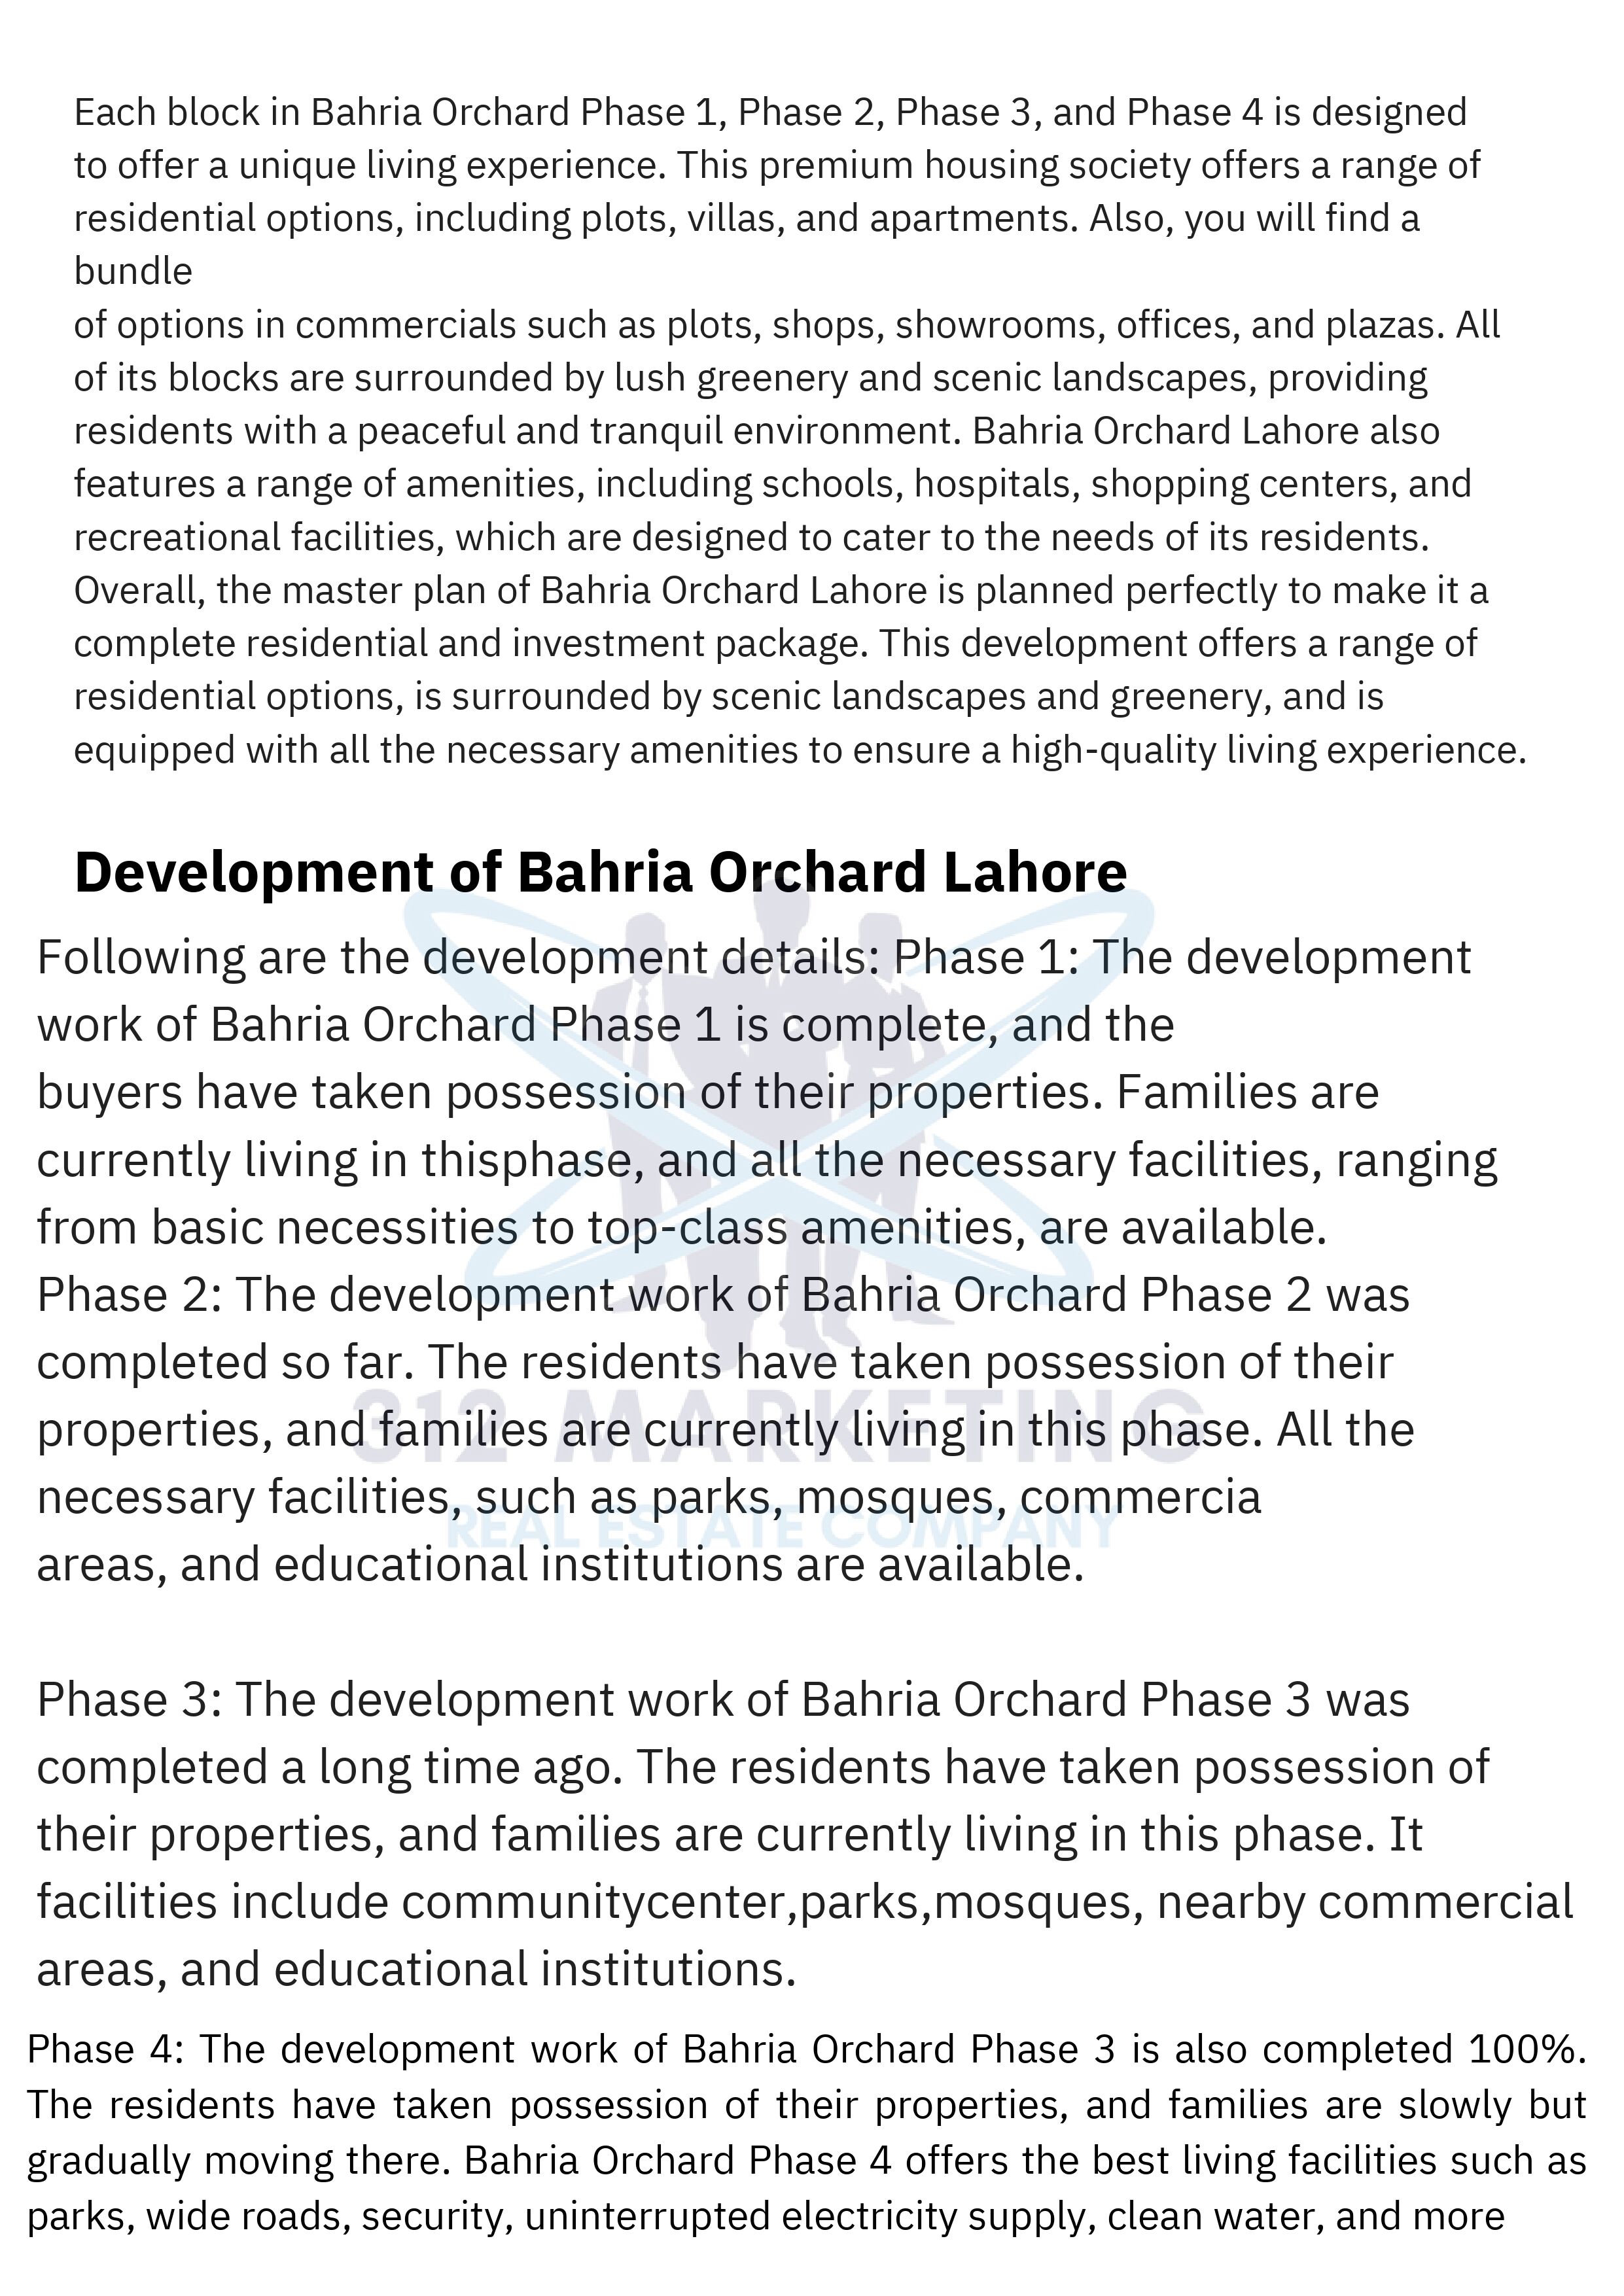 Each block in Bahria Orchard Phase 1, Phase 2, Phase 3, and Phase 4 is designed
to offer a unique living experience. This premium housing society offers a range of
residential options, including plots, villas, and apartments. Also, you will find a
bundle
of options in commercials such as plots, shops, showrooms, offices, and plazas. All
of its blocks are surrounded by lush greenery and scenic landscapes, providing
residents with a peaceful and tranquil environment. Bahria Orchard Lahore also
features a range of amenities, including schools, hospitals, shopping centers, and
recreational facilities, which are designed to cater to the needs of its residents.
Overall, the master plan of Bahria Orchard Lahore is planned perfectly to make it a
complete residential and investment package. This development offers a range of
residential options, is surrounded by scenic landscapes and greenery, and is
equipped with all the necessary amenities to ensure a high-quality living experience.
Development of Bahria Orchard Lahore
Following are the development details: Phase 1: The development
work of Bahria Orchard Phase 1 is complete, and the
buyers have taken possession of their properties. Families are
currently living in thisphase, and all the necessary facilities, ranging
from basic necessities to top-class amenities, are available.
Phase 2: The development work of Bahria Orchard Phase 2 was
completed so far. The residents have taken possession of their
312 MARKETING
properties, and families are currently living in this phase. All the
necessary facilities, such as parks, mosques, commercia
REAL ESTATE COMPANY
areas, and educational institutions are available.
Phase 3: The development work of Bahria Orchard Phase 3 was
completed a long time ago. The residents have taken possession of
their properties, and families are currently living in this phase. It
facilities include communitycenter,parks,mosques, nearby commercial
areas, and educational institutions.
Phase 4: The development work of Bahria Orchard Phase 3 is also completed 100%.
The residents have taken possession of their properties, and families are slowly but
gradually moving there. Bahria Orchard Phase 4 offers the best living facilities such as
parks, wide roads, security, uninterrupted electricity supply, clean water, and more